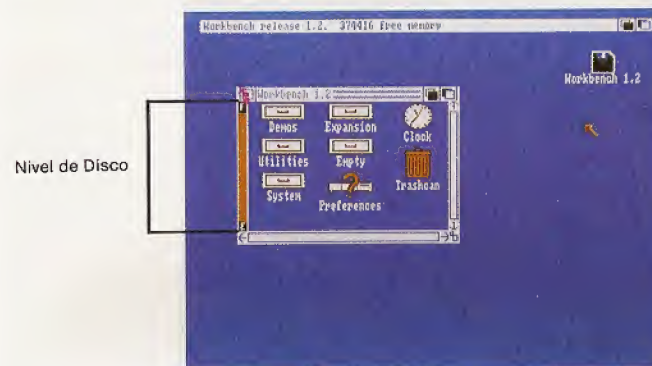 Workbench release 1.2. 374416 free memory
Workbench 1.2
Workbench 1.2
Demos Expansion Clock
Utilities Empty Trashcan
System Preferences
Nivel de Disco
E F